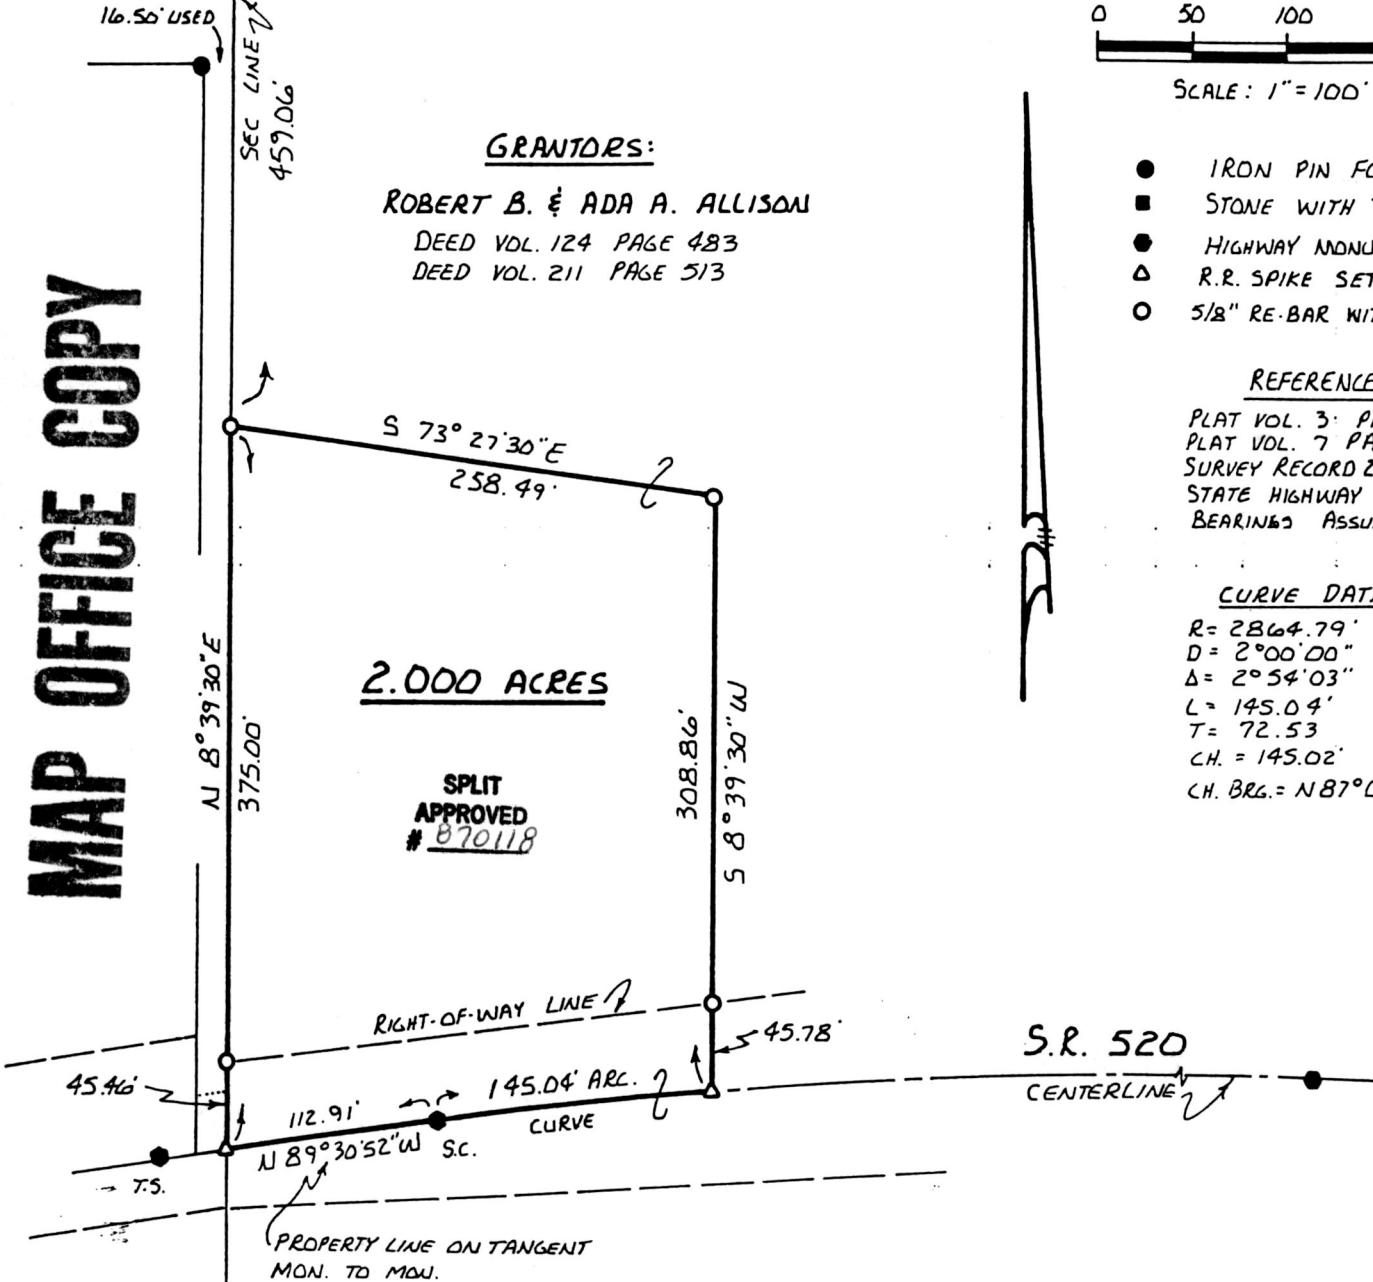 16.50' USED
SEC LINE
459.06'
0 50 100
SCALE: 1" = 100'
GRANTORS:
ROBERT B. & ADA A. ALLISON
DEED VOL. 124 PAGE 483
DEED VOL. 211 PAGE 513
IRON PIN
STONE WITH
HIGHWAY
R.R. SPIKE SET
5/8" RE-BAR
MAP OFFICE COPY
PLAT VOL. 3
PLAT VOL. 7
SURVEY RECORD
STATE HIGHWAY
BEARINGS
S 73° 27' 30" E
258.49'
CURVE
R= 2864.79'
D= 2°00'00"
Δ= 2°54'03"
L= 145.04'
T= 72.53
CH. = 145.02'
CH. BRG.= N 87°
N 8° 39' 30" E
375.00'
2.000 ACRES
SPLIT
APPROVED
# 870118
308.86'
S 8° 39' 30" W
RIGHT-OF-WAY LINE
45.78'
S.R. 520
CENTERLINE
45.46'
112.91'
145.04' ARC.
CURVE
N 89° 30' 52" W
S.C.
T.S.
PROPERTY LINE ON TANGENT
MON. TO MON.